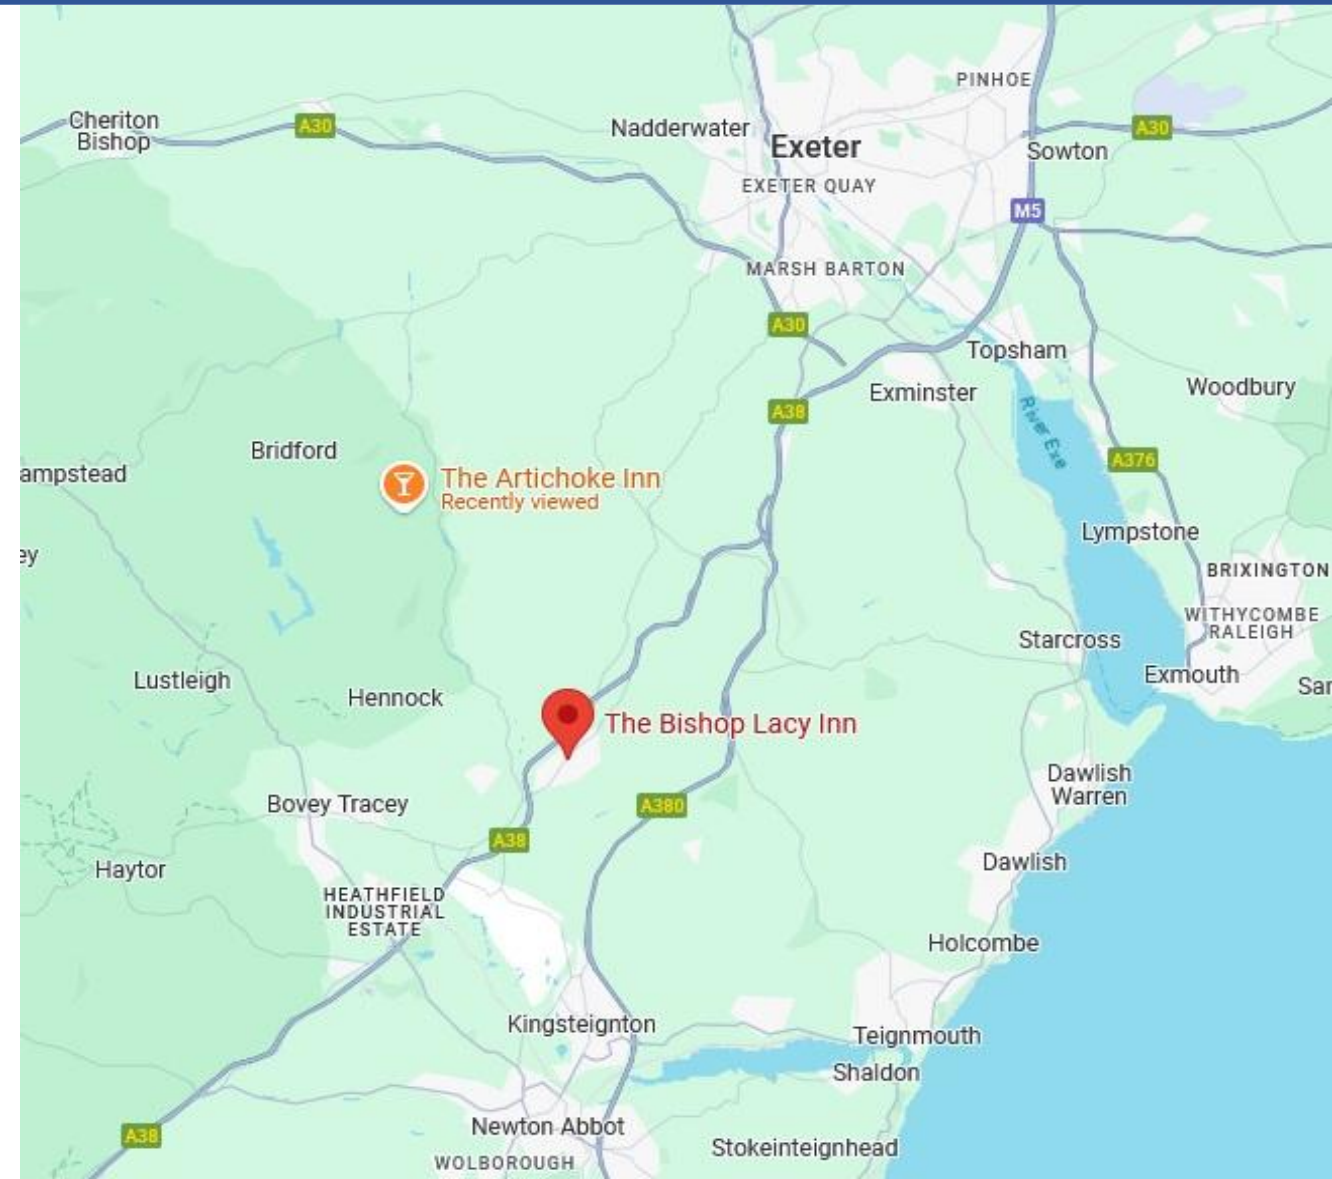 PINHOE
Cheriton
Bishop
A30
Nadderwater
A30
Exeter
Sowton
EXETER QUAY
M5
MARSH BARTON
A30
Topsham
Exminster
Woodbury
A38
River Exe
Bridford
A376
ampstead
The Artichoke Inn
Recently viewed
Lympstone
ey
BRIXINGTON
WITHYCOMBE
RALEIGH
Starcross
Exmouth
Lustleigh
Sar
Hennock
The Bishop Lacy Inn
Dawlish
Warren
Bovey Tracey
A380
A38
Haytor
Dawlish
HEATHFIELD
INDUSTRIAL
ESTATE
Holcombe
Kingsteignton
Teignmouth
Shaldon
Newton Abbot
A38
Stokeinteignhead
WOLBOROUGH